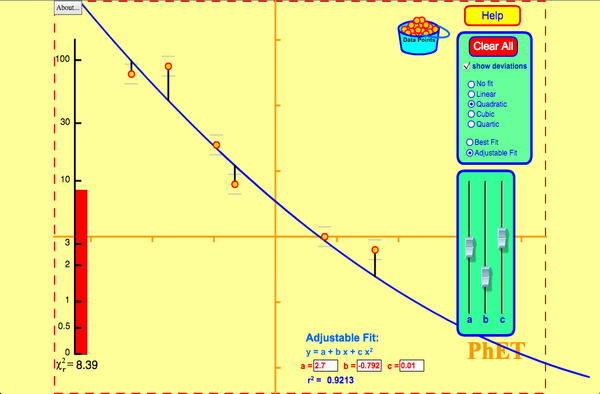 About...
Help
Data Points
Clear All
show deviations
No fit
Linear
Quadratic
Cubic
Quartic
Best Fit
Adjustable Fit
100
30
10
3
2
1
0.5
0
χr² = 8.39
a b c
Adjustable Fit:
y = a + b x + c x²
a = 2.7 b = -0.792 c = 0.01
r² = 0.9213
PhET